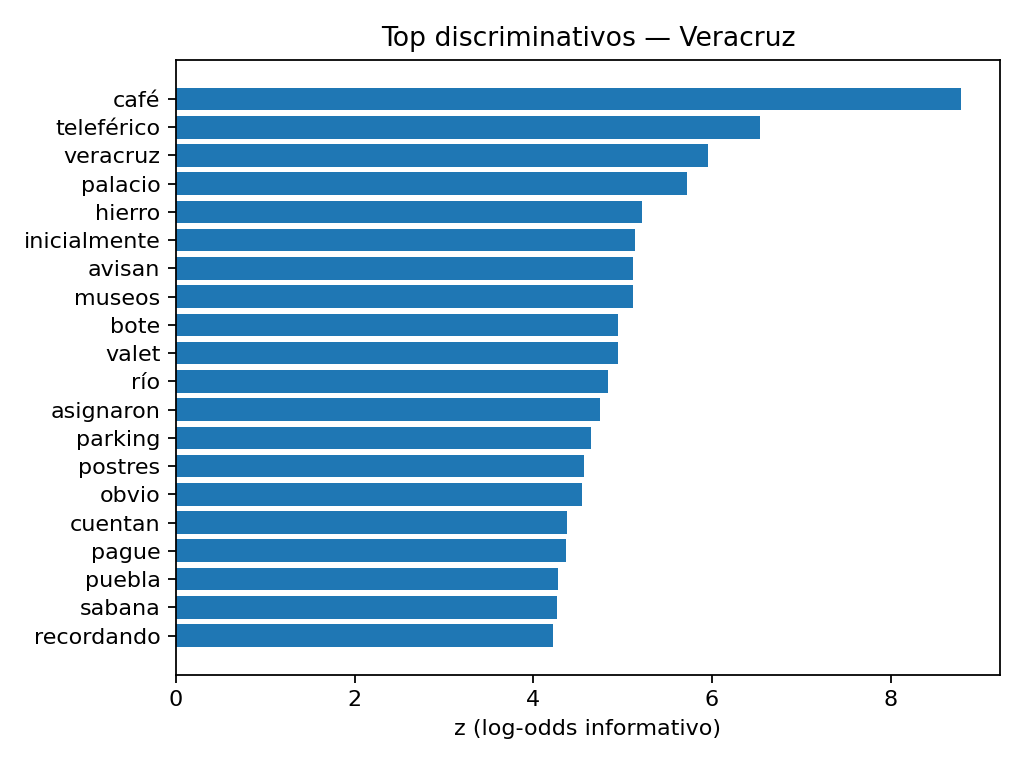 Top discriminativos — Veracruz
café
teleférico
veracruz
palacio
hierro
inicialmente
avisan
museos
bote
valet
río
asignaron
parking
postres
obvio
cuentan
pague
puebla
sabana
recordando
0 2 4 6 8
z (log-odds informativo)